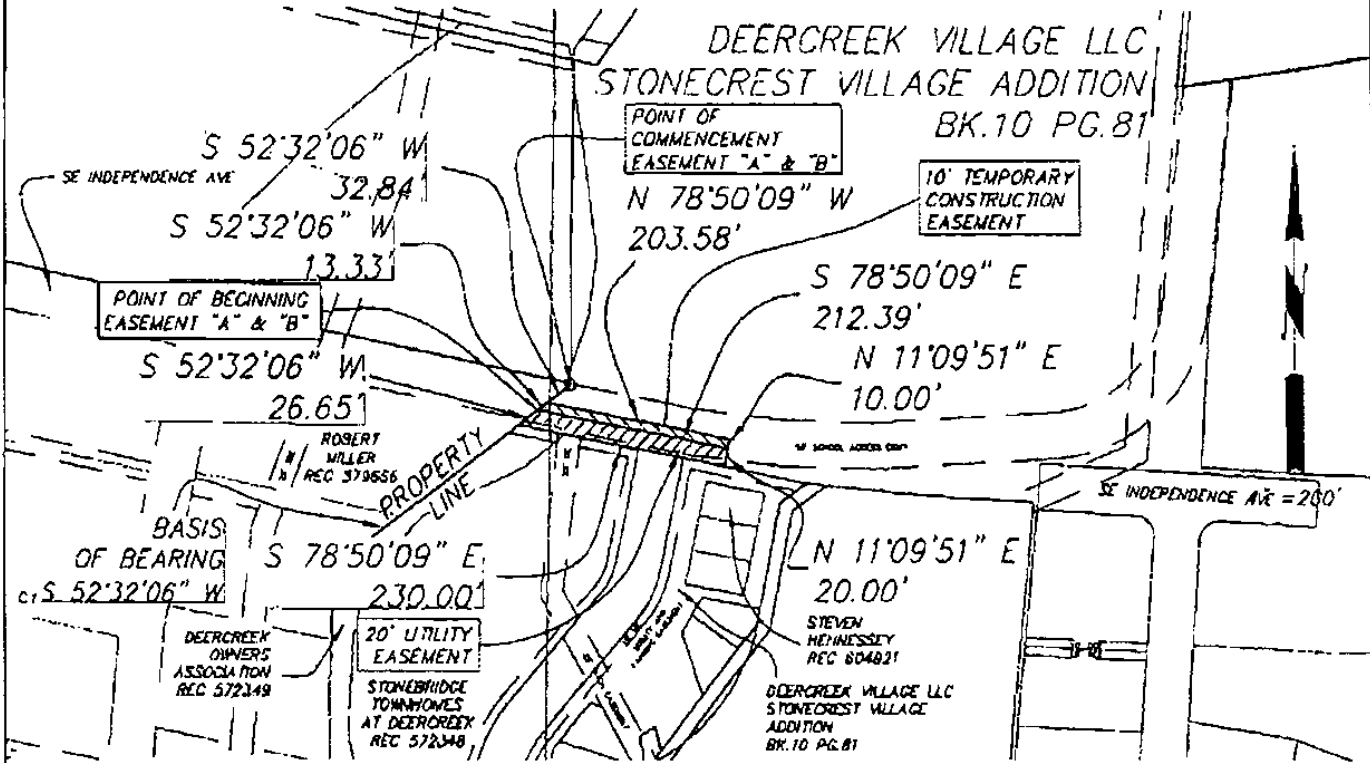 DEERCREEK VILLAGE LLC
STONECREST VILLAGE ADDITION
BK.10 PG.81
POINT OF
COMMENCEMENT
EASEMENT "A" & "B"
S 52°32'06" W
32.84'
SE INDEPENDENCE AVE
S 52°32'06" W
13.33'
N 78°50'09" W
203.58'
10' TEMPORARY
CONSTRUCTION
EASEMENT
POINT OF BEGINNING
EASEMENT "A" & "B"
S 78°50'09" E
212.39'
S 52°32'06" W
26.65'
N 11°09'51" E
10.00'
ROBERT
MILLER
REC 379656
PROPERTY
LINE
SE INDEPENDENCE AVE = 200'
BASIS
OF BEARING
S 52°32'06" W
S 78°50'09" E
230.00'
N 11°09'51" E
20.00'
20' UTILITY
EASEMENT
DEERCREEK
OWNERS
ASSOCIATION
REC 572349
STONEBRIDGE
TOWNHOMES
AT DEERCREEK
REC 572348
STEVEN
HENNESSEY
REC 604821
DEERCREEK VILLAGE LLC
STONECREST VILLAGE
ADDITION
BK.10 PG.81
N